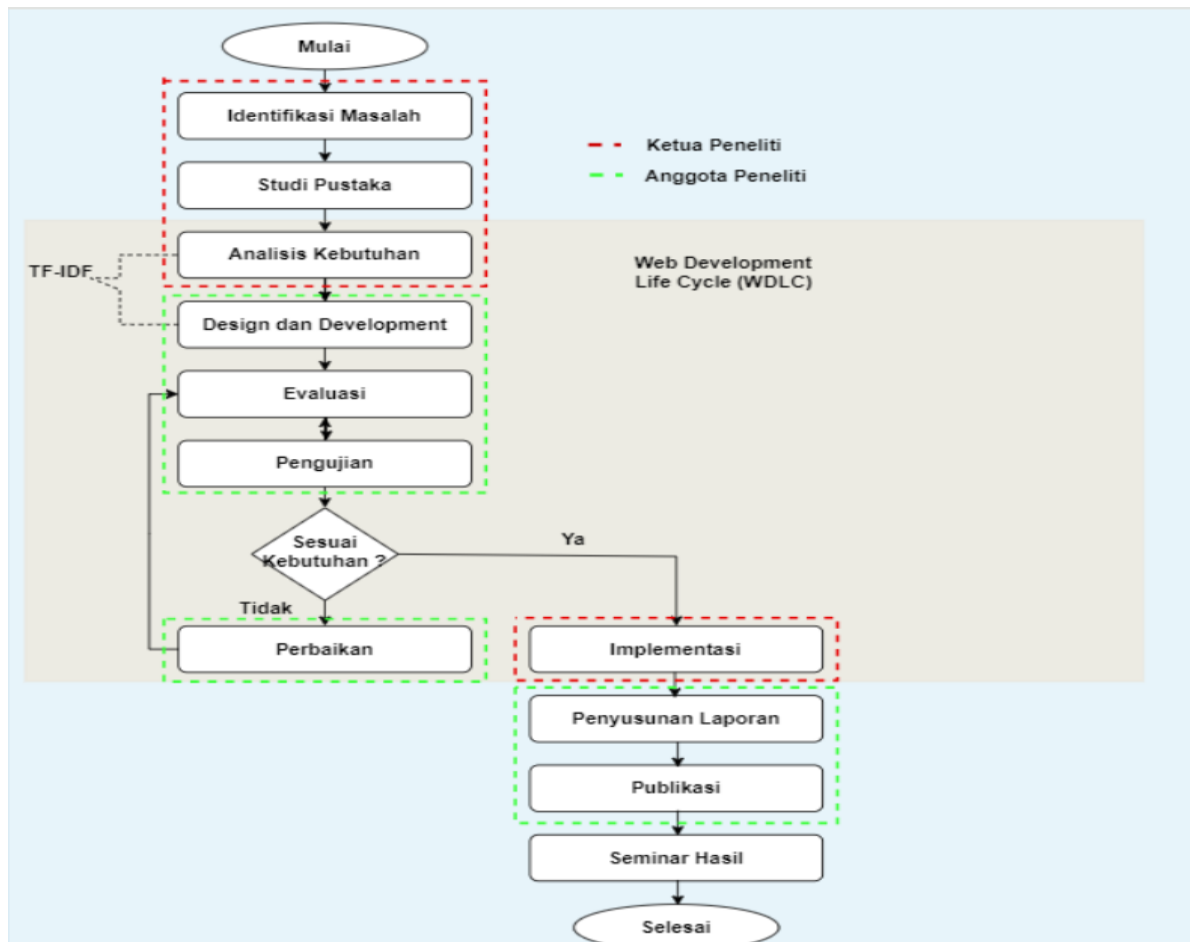 Mulai
Identifikasi Masalah
Ketua Peneliti
Studi Pustaka
Anggota Peneliti
Analisis Kebutuhan
TF-IDF
Web Development
Life Cycle (WDLC)
Design dan Development
Evaluasi
Pengujian
Sesuai
Kebutuhan ?
Ya
Tidak
Perbaikan
Implementasi
Penyusunan Laporan
Publikasi
Seminar Hasil
Selesai